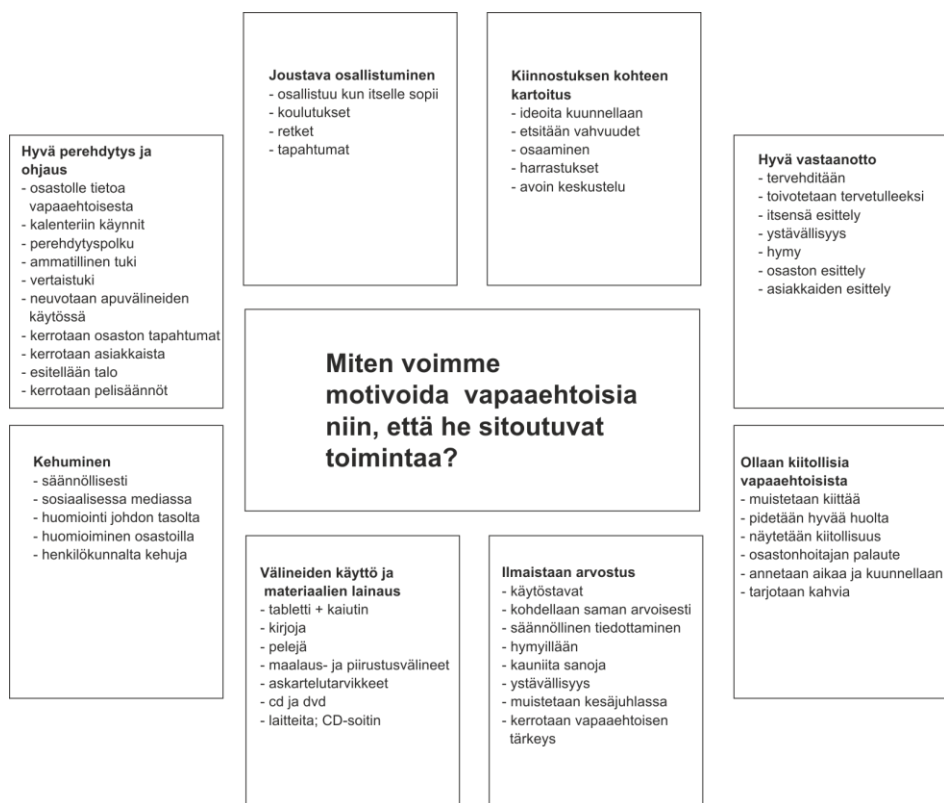 Joustava osallistuminen
- osallistuu kun itselle sopii
- koulutukset
- retket
- tapahtumat
Kiinnostuksen kohteen
kartoitus
- ideoita kuunnellaan
- etsitään vahvuudet
- osaaminen
- harrastukset
- avoin keskustelu
Hyvä perehdytys ja
ohjaus
- osastolle tietoa
vapaaehtoisesta
- kalenteriin käynnit
- perehdytyspolku
- ammatillinen tuki
- vertaistuki
- neuvotaan apuvälineiden
käytössä
- kerrotaan osaston tapahtumat
- kerrotaan asiakkaista
- esitellään talo
- kerrotaan pelisäännöt
Hyvä vastaanotto
- tervehditään
- toivotetaan tervetulleeksi
- itsensä esittely
- ystävällisyys
- hymy
- osaston esittely
- asiakkaiden esittely
Miten voimme
motivoida vapaaehtoisia
niin, että he sitoutuvat
toimintaa?
Kehuminen
- säännöllisesti
- sosiaalisessa mediassa
- huomiointi johdon tasolta
- huomioiminen osastoilla
- henkilökunnalta kehuja
Ollaan kiitollisia
vapaaehtoisista
- muistetaan kiittää
- pidetään hyvää huolta
- näytetään kiitollisuus
- osastonhoitajan palaute
- annetaan aikaa ja kuunnellaan
- tarjotaan kahvia
Välineiden käyttö ja
materiaalien lainaus
- tabletti + kaiutin
- kirjoja
- pelejä
- maalaus- ja piirustusvälineet
- askartelutarvikkeet
- cd ja dvd
- laitteita; CD-soitin
Ilmaistaan arvostus
- käytöstavat
- kohdellaan saman arvoisesti
- säännöllinen tiedottaminen
- hymyillään
- kauniita sanoja
- ystävällisyys
- muistetaan kesäjuhlassa
- kerrotaan vapaaehtoisen
tärkeys